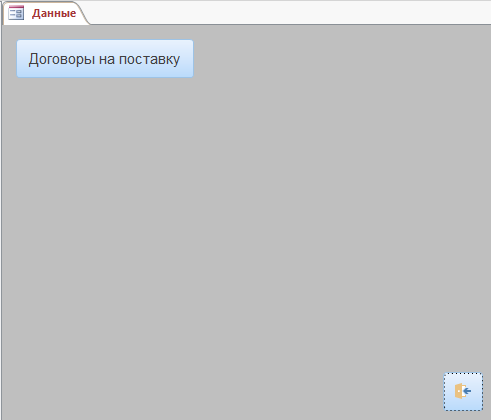 Данные
Договоры на поставку